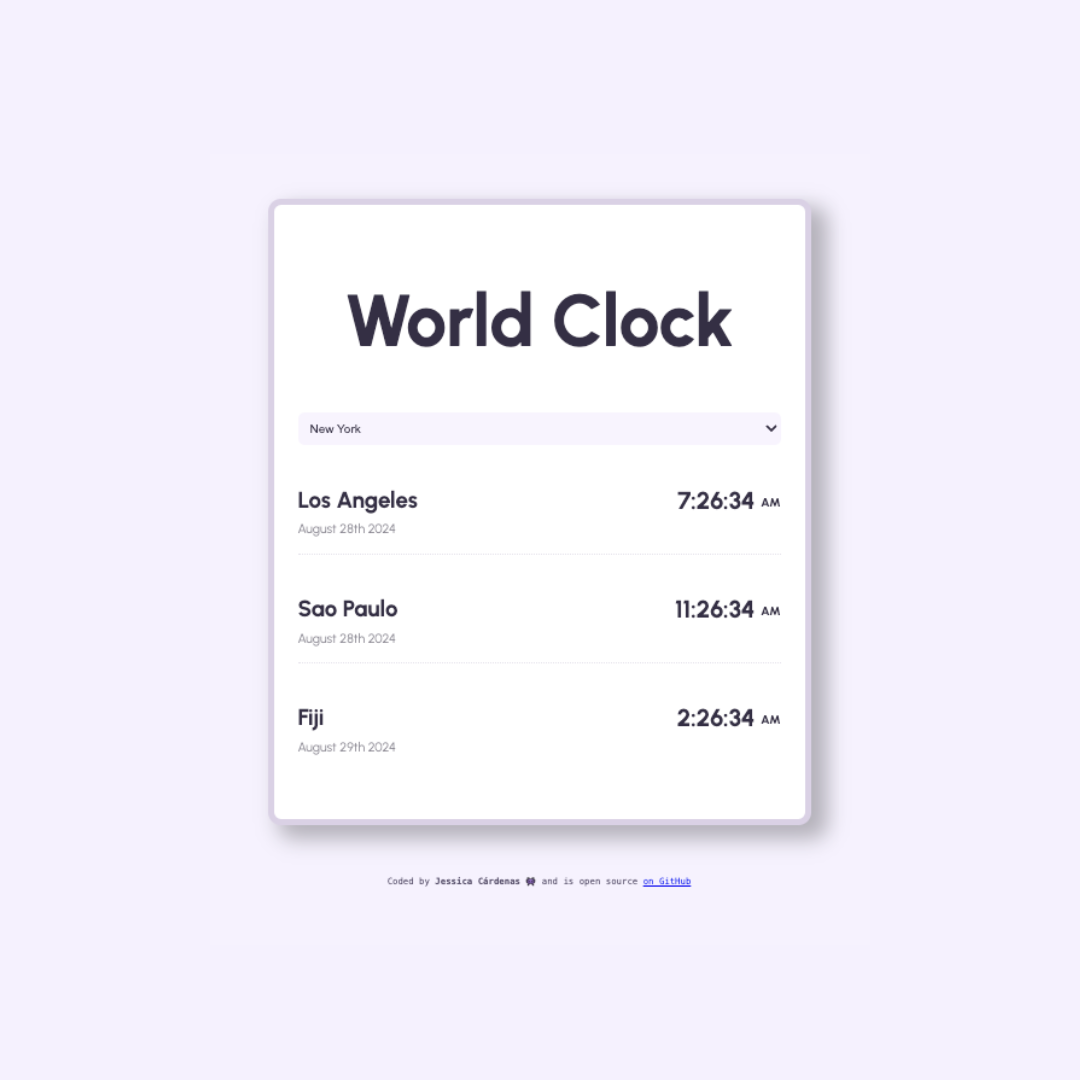 World Clock
New York
Los Angeles 7:26:34 AM
August 28th 2024
Sao Paulo 11:26:34 AM
August 28th 2024
Fiji 2:26:34 AM
August 29th 2024
Coded by Jessica Cárdenas and is open source on GitHub